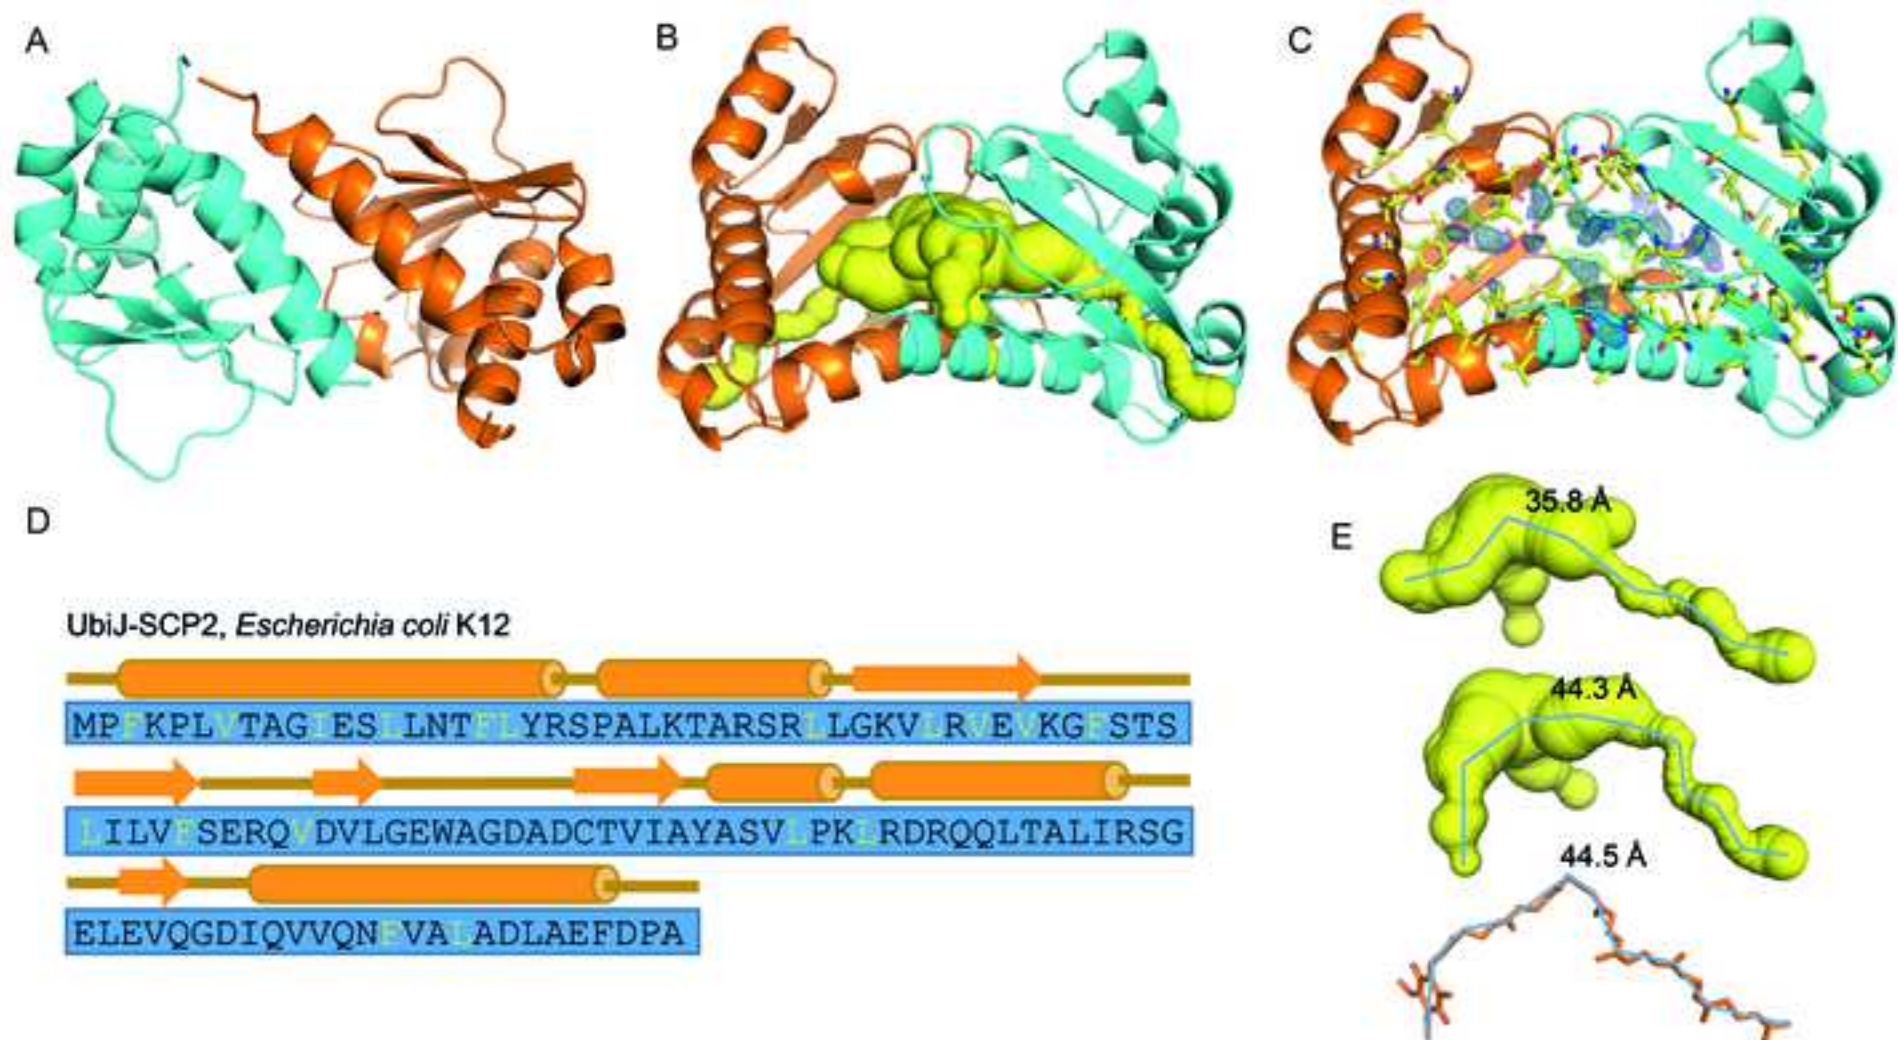 A
B
C
D
UbiJ-SCP2, Escherichia coli K12
MPFKPLVTAGIESLLNTFLYRSPALKTARSRLLGKVLRVEVKGFSTS
LILVFSERQVDVLGEWAGDADCTVIAYASVLPKLRDRQQLTALIRSG
ELEVQGDIQVVQNFVALADLAEFDPA
E
35.8 Å
44.3 Å
44.5 Å